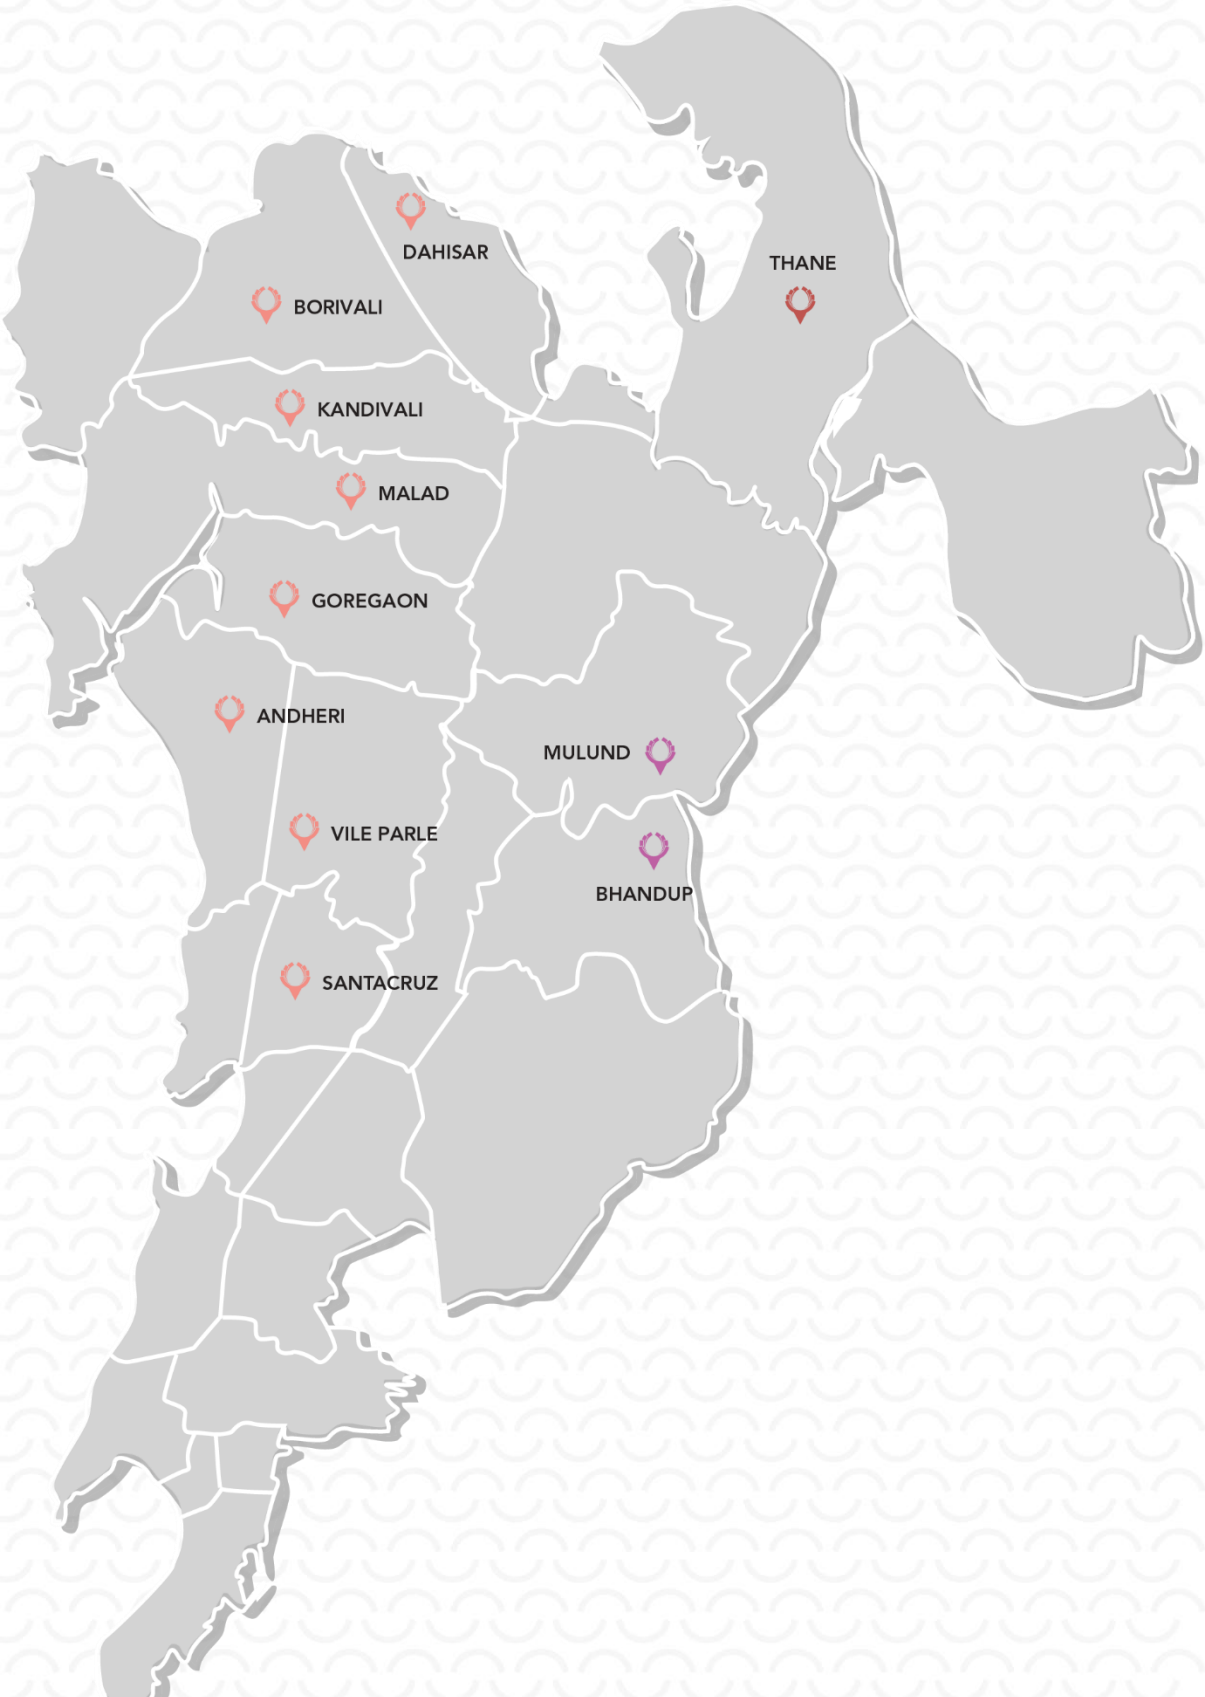 DAHISAR
THANE
BORIVALI
KANDIVALI
MALAD
GOREGAON
ANDHERI
MULUND
VILE PARLE
BHANDUP
SANTACRUZ